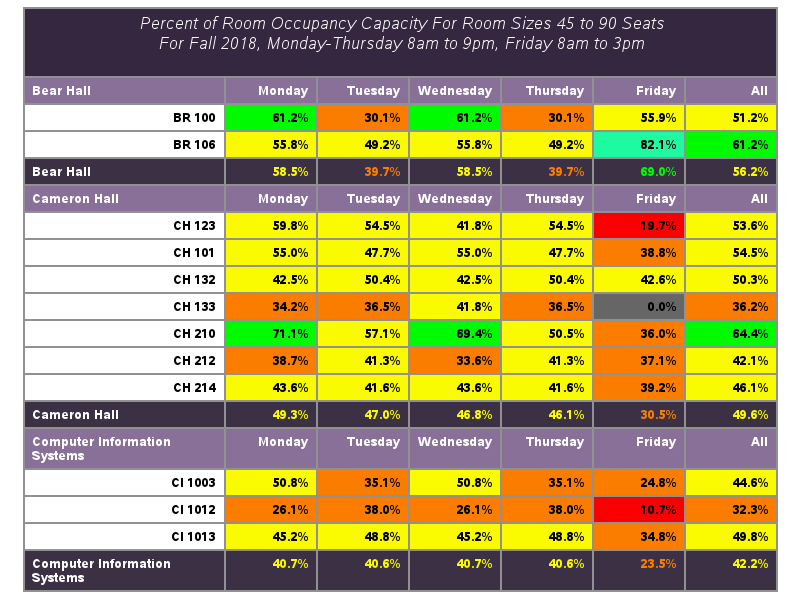 Percent of Room Occupancy Capacity For Room Sizes 45 to 90 Seats
For Fall 2018, Monday-Thursday 8am to 9pm, Friday 8am to 3pm
Bear Hall Monday Tuesday Wednesday Thursday Friday All
BR 100 61.2% 30.1% 61.2% 30.1% 55.9% 51.2%
BR 106 55.8% 49.2% 55.8% 49.2% 82.1% 61.2%
Bear Hall 58.5% 39.7% 58.5% 39.7% 69.0% 56.2%
Cameron Hall Monday Tuesday Wednesday Thursday Friday All
CH 123 59.8% 54.5% 41.8% 54.5% 19.7% 53.6%
CH 101 55.0% 47.7% 55.0% 47.7% 38.8% 54.5%
CH 132 42.5% 50.4% 42.5% 50.4% 42.6% 50.3%
CH 133 34.2% 36.5% 41.8% 36.5% 0.0% 36.2%
CH 210 71.1% 57.1% 69.4% 50.5% 36.0% 64.4%
CH 212 38.7% 41.3% 33.6% 41.3% 37.1% 42.1%
CH 214 43.6% 41.6% 43.6% 41.6% 39.2% 46.1%
Cameron Hall 49.3% 47.0% 46.8% 46.1% 30.5% 49.6%
Computer Information Monday Tuesday Wednesday Thursday Friday All
Systems
CI 1003 50.8% 35.1% 50.8% 35.1% 24.8% 44.6%
CI 1012 26.1% 38.0% 26.1% 38.0% 10.7% 32.3%
CI 1013 45.2% 48.8% 45.2% 48.8% 34.8% 49.8%
Computer Information 40.7% 40.6% 40.7% 40.6% 23.5% 42.2%
Systems